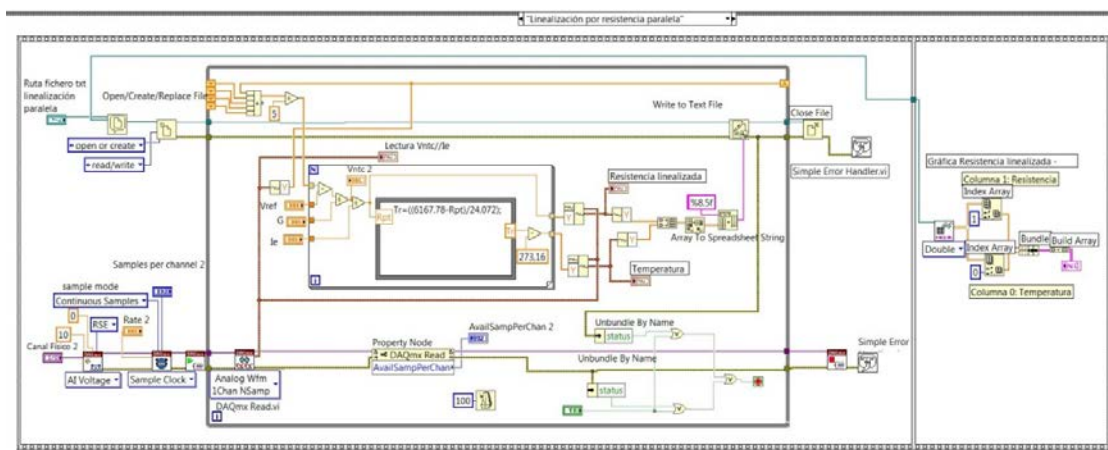 "Linealización por resistencia paralela"
Ruta fichero txt
linealización
paralela
Open/Create/Replace File
open or create
read/write
5
Write to Text File
Close File
Simple Error Handler.vi
Lectura Vntc//Ie
Vntc 2
N
Vref
G
Ie
Rpt
Tr=((6167.78-Rpt)/24.072);
Tr
273,16
i
Resistencia linealizada
%8.5f
Array To Spreadsheet String
Temperatura
Samples per channel 2
sample mode
Continuous Samples
0
10
RSE
Rate 2
Canal Físico 2
AI Voltage
Sample Clock
Analog Wfm
1Chan NSamp
DAQmx Read.vi
i
Property Node
DAQmx Read
AvailSampPerChan
AvailSampPerChan 2
100
Unbundle By Name
status
Unbundle By Name
status
Simple Error
Gráfica Resistencia linealizada -
Columna 1: Resistencia
Index Array
1
Double
Index Array
0
Bundle
Build Array
Columna 0: Temperatura